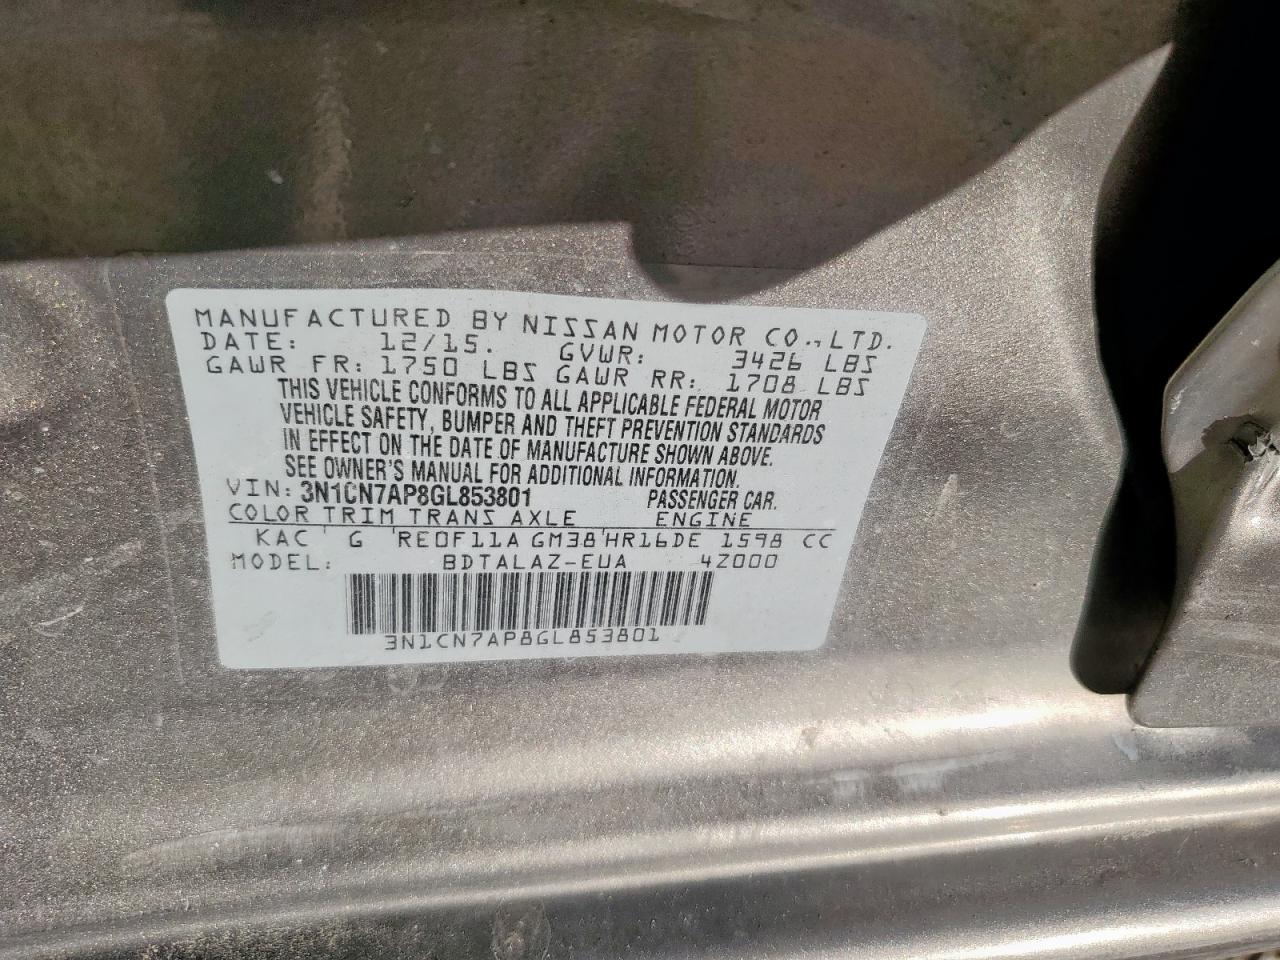 MANUFACTURED BY NISSAN MOTOR CO., LTD.
DATE: 12/15. GVWR: 3426 LBS
GAWR FR: 1750 LBS GAWR RR: 1708 LBS
THIS VEHICLE CONFORMS TO ALL APPLICABLE FEDERAL MOTOR
VEHICLE SAFETY, BUMPER AND THEFT PREVENTION STANDARDS
IN EFFECT ON THE DATE OF MANUFACTURE SHOWN ABOVE.
SEE OWNER'S MANUAL FOR ADDITIONAL INFORMATION.
VIN: 3N1CN7AP8GL853801 PASSENGER CAR.
COLOR TRIM TRANS AXLE ENGINE
KAC G RE0F11A GM38 HR16DE 1598 CC
MODEL: BDTALAZ-EUA 4Z000
3N1CN7AP8GL853801